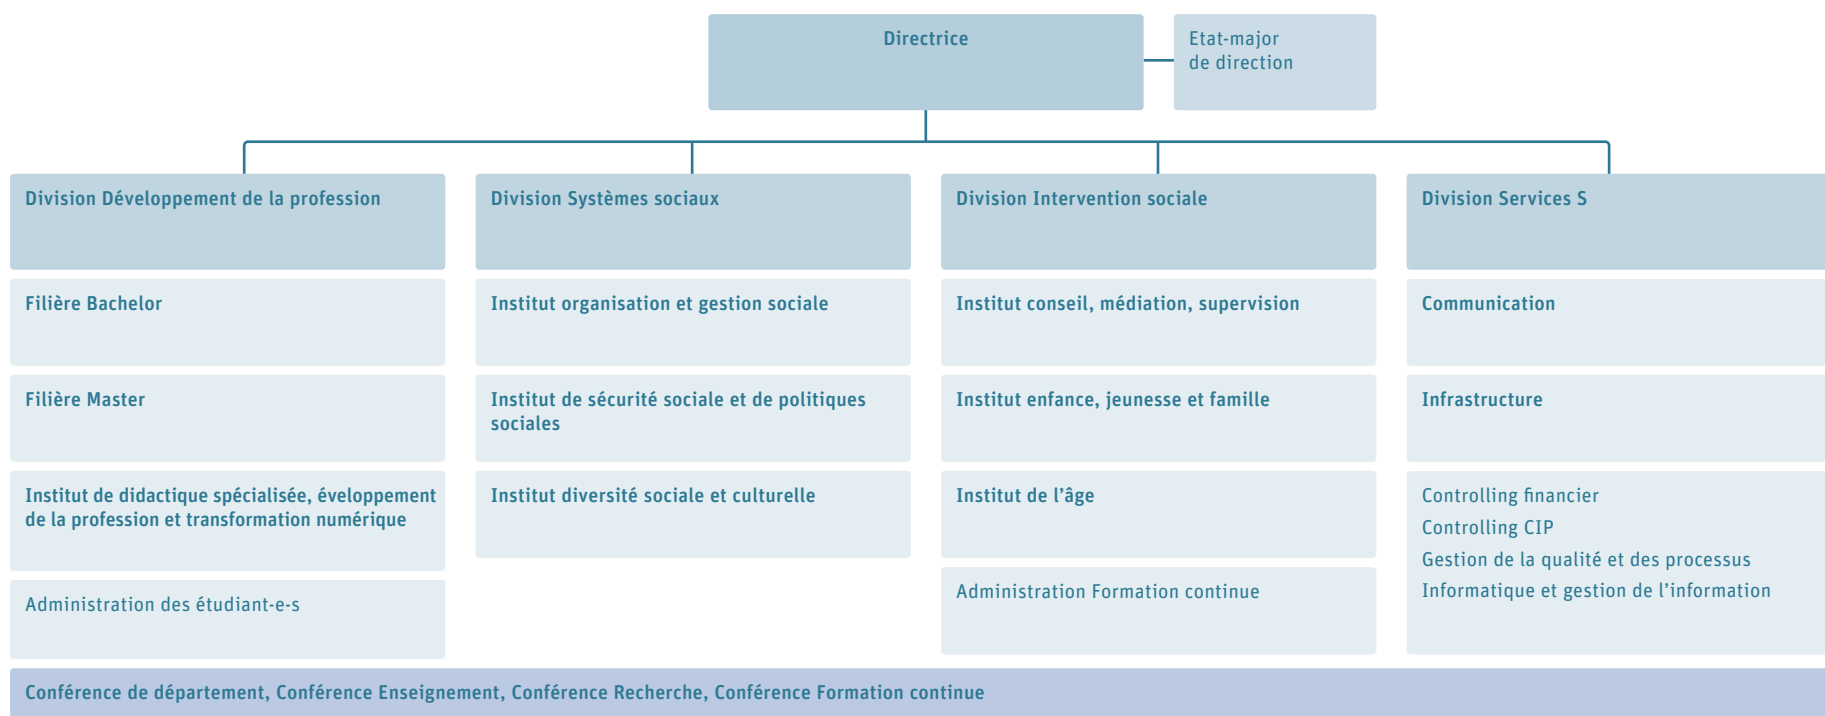 Directrice
Etat-major
de direction
Division Développement de la profession
Filière Bachelor
Filière Master
Institut de didactique spécialisée, éveloppement
de la profession et transformation numérique
Administration des étudiant-e-s
Division Systèmes sociaux
Institut organisation et gestion sociale
Institut de sécurité sociale et de politiques
sociales
Institut diversité sociale et culturelle
Division Intervention sociale
Institut conseil, médiation, supervision
Institut enfance, jeunesse et famille
Institut de l’âge
Administration Formation continue
Division Services S
Communication
Infrastructure
Controlling financier
Controlling CIP
Gestion de la qualité et des processus
Informatique et gestion de l’information
Conférence de département, Conférence Enseignement, Conférence Recherche, Conférence Formation continue